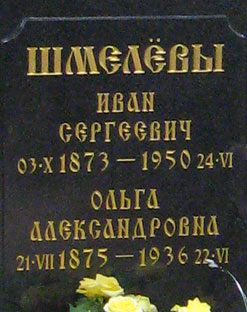 ШМЕЛЁВЫ
ИВАН
СЕРГЕЕВИЧ
03·X 1873 — 1950 24·VI
ОЛЬГА
АЛЕКСАНДРОВНА
21·VII 1875 — 1936 22·VI